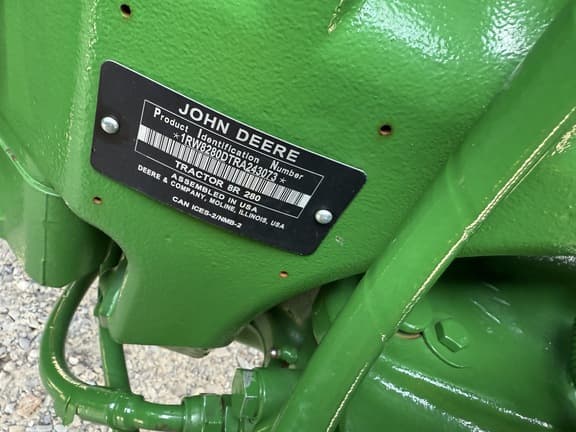 JOHN DEERE
Product Identification Number
*1RW8280DTRA243073*
TRACTOR 8R 280
ASSEMBLED IN USA
DEERE & COMPANY, MOLINE, ILLINOIS, USA
CAN ICES-2/NMB-2